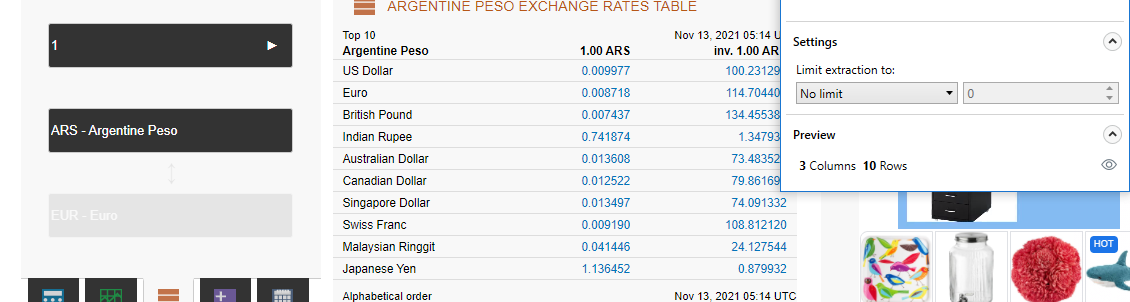 1
ARS - Argentine Peso
EUR - Euro
ARGENTINE PESO EXCHANGE RATES TABLE
Top 10 Nov 13, 2021 05:14 U
Argentine Peso 1.00 ARS inv. 1.00 AR
US Dollar 0.009977 100.23129
Euro 0.008718 114.70440
British Pound 0.007437 134.45538
Indian Rupee 0.741874 1.34793
Australian Dollar 0.013608 73.48352
Canadian Dollar 0.012522 79.86169
Singapore Dollar 0.013497 74.091332
Swiss Franc 0.009190 108.812120
Malaysian Ringgit 0.041446 24.127544
Japanese Yen 1.136452 0.879932
Alphabetical order Nov 13, 2021 05:14 UTC
Settings
Limit extraction to:
No limit 0
Preview
3 Columns 10 Rows
HOT